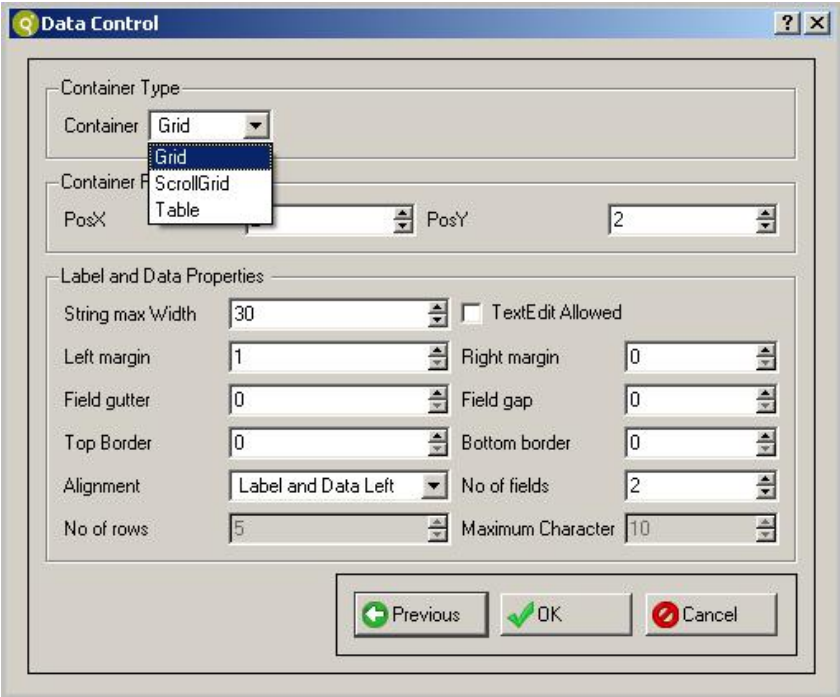 Data Control
Container Type
Container Grid
Grid
ScrollGrid
Table
Container
PosX PosY 2
Label and Data Properties
String max Width 30 TextEdit Allowed
Left margin 1 Right margin 0
Field gutter 0 Field gap 0
Top Border 0 Bottom border 0
Alignment Label and Data Left No of fields 2
No of rows 5 Maximum Character 10
Previous OK Cancel